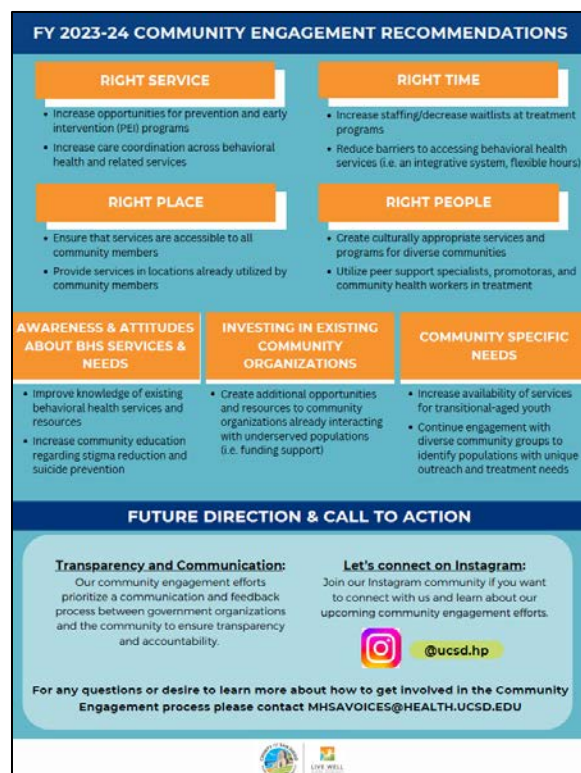 FY 2023-24 COMMUNITY ENGAGEMENT RECOMMENDATIONS
RIGHT SERVICE
• Increase opportunities for prevention and early
intervention (PEI) programs
• Increase care coordination across behavioral
health and related services
RIGHT TIME
• Increase staffing/decrease waitlists at treatment
programs
• Reduce barriers to accessing behavioral health
services (i.e. an integrative system, flexible hours)
RIGHT PLACE
• Ensure that services are accessible to all
community members
• Provide services in locations already utilized by
community members
RIGHT PEOPLE
• Create culturally appropriate services and
programs for diverse communities
• Utilize peer support specialists, promotoras, and
community health workers in treatment
AWARENESS & ATTITUDES
ABOUT BHS SERVICES &
NEEDS
• Improve knowledge of existing
behavioral health services and
resources
• Increase community education
regarding stigma reduction and
suicide prevention
INVESTING IN EXISTING
COMMUNITY
ORGANIZATIONS
• Create additional opportunities
and resources to community
organizations already interacting
with underserved populations
(i.e. funding support)
COMMUNITY SPECIFIC
NEEDS
• Increase availability of services
for transitional-aged youth
• Continue engagement with
diverse community groups to
identify populations with unique
outreach and treatment needs
FUTURE DIRECTION & CALL TO ACTION
Transparency and Communication:
Our community engagement efforts
prioritize a communication and feedback
process between government organizations
and the community to ensure transparency
and accountability.
Let's connect on Instagram:
Join our Instagram community if you want
to connect with us and learn about our
upcoming community engagement efforts.
@ucsd.hp
For any questions or desire to learn more about how to get involved in the Community
Engagement process please contact MHSAVOICES@HEALTH.UCSD.EDU
LIVE WELL